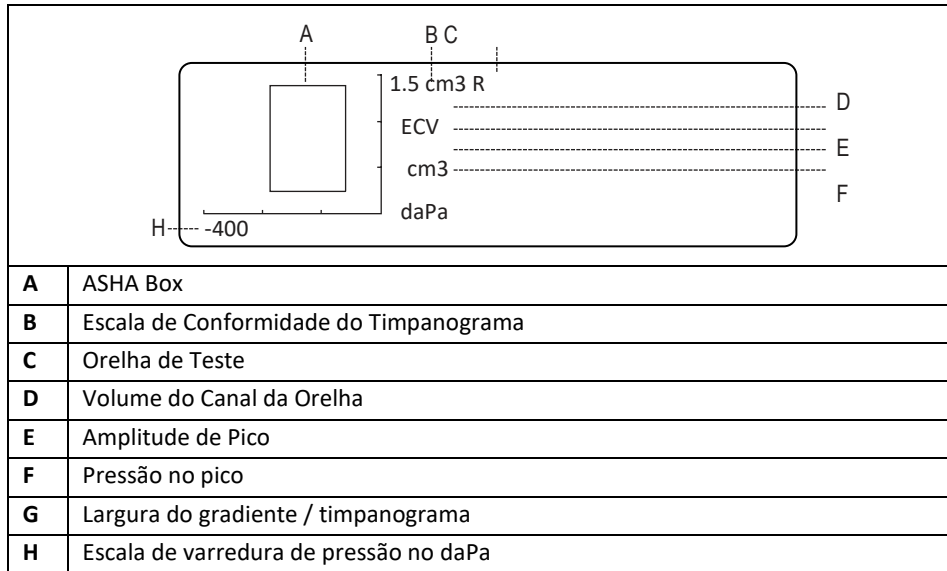 A B C
1.5 cm3 R
D
ECV
E
cm3
F
daPa
H -400
A ASHA Box
B Escala de Conformidade do Timpanograma
C Orelha de Teste
D Volume do Canal da Orelha
E Amplitude de Pico
F Pressão no pico
G Largura do gradiente / timpanograma
H Escala de varredura de pressão no daPa